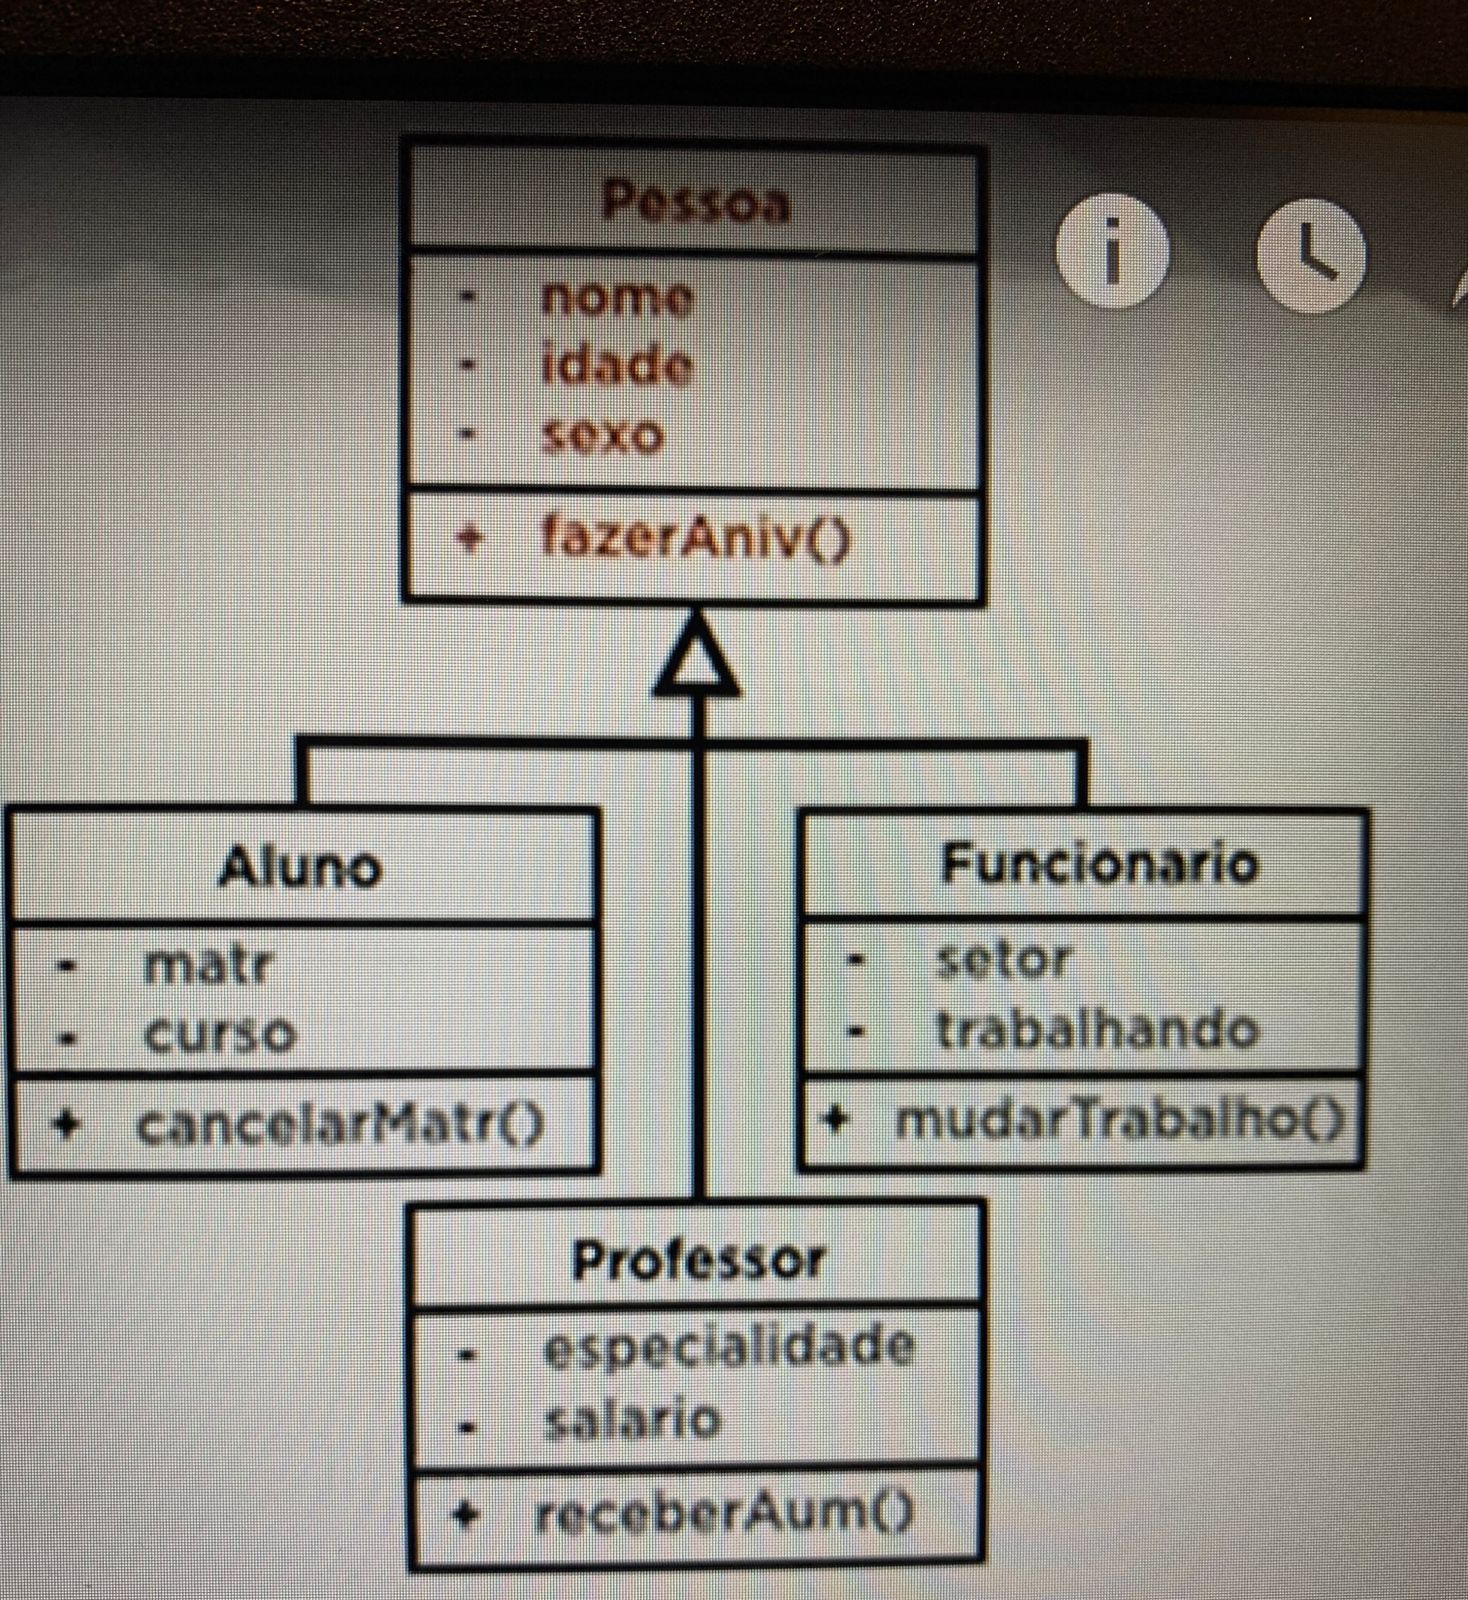 Pessoa
- nome
- idade
- sexo
+ fazerAniv()
Aluno
- matr
- curso
+ cancelarMatr()
Funcionario
- setor
- trabalhando
+ mudarTrabalho()
Professor
- especialidade
- salario
+ receberAum()